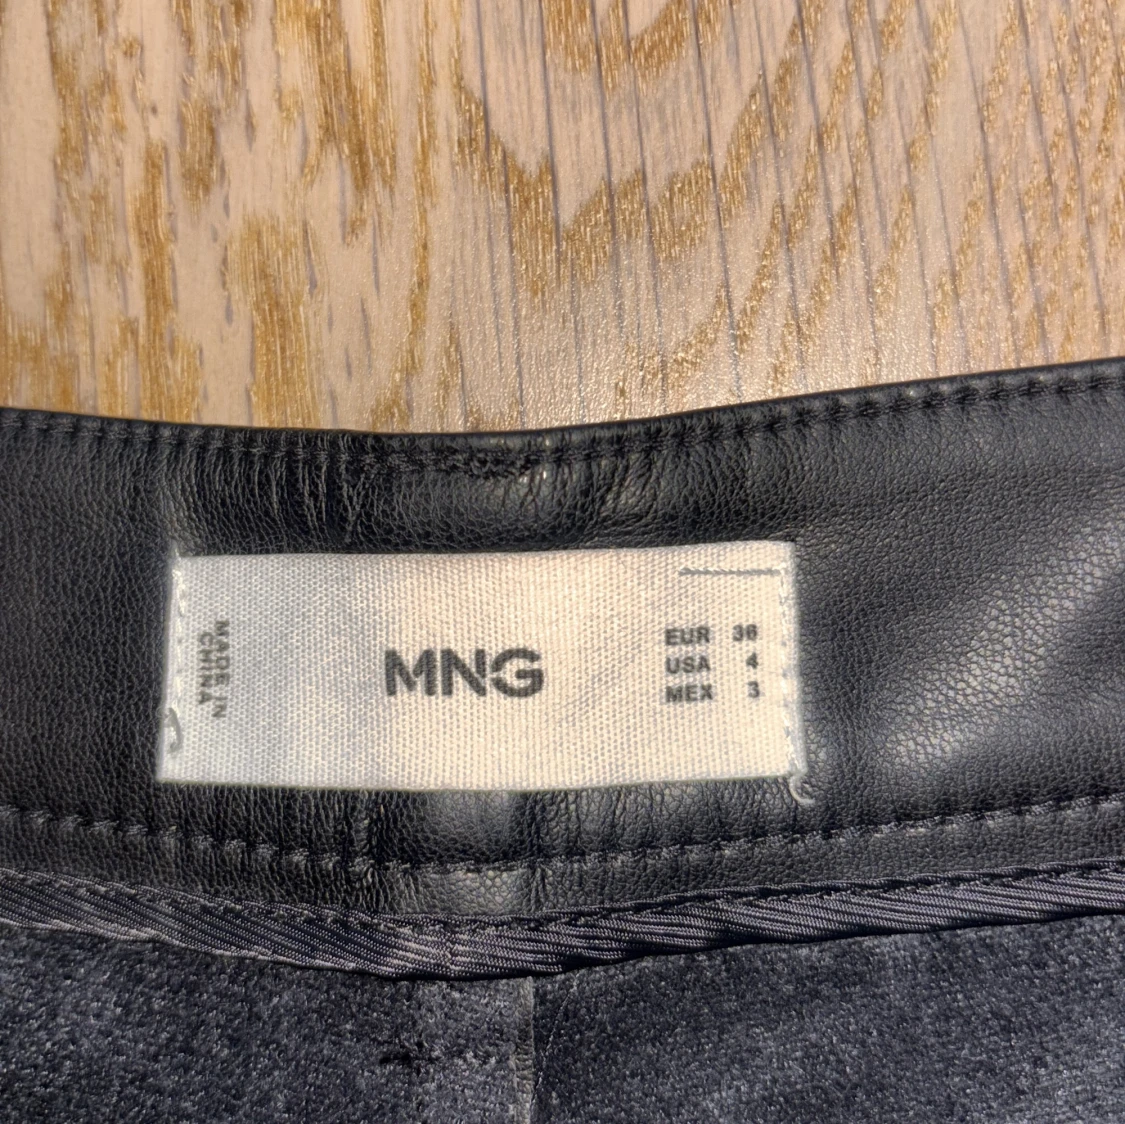 MADE IN
CHINA
MNG
EUR 36
USA 4
MEX 3